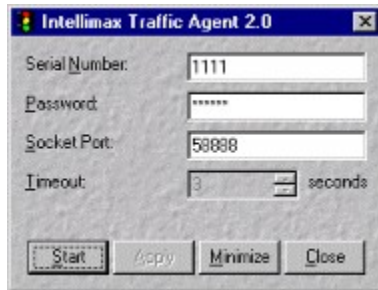 Intellimax Traffic Agent 2.0
Serial Number: 1111
Password: ******
Socket Port: 58888
Timeout: 3 seconds
Start Apply Minimize Close